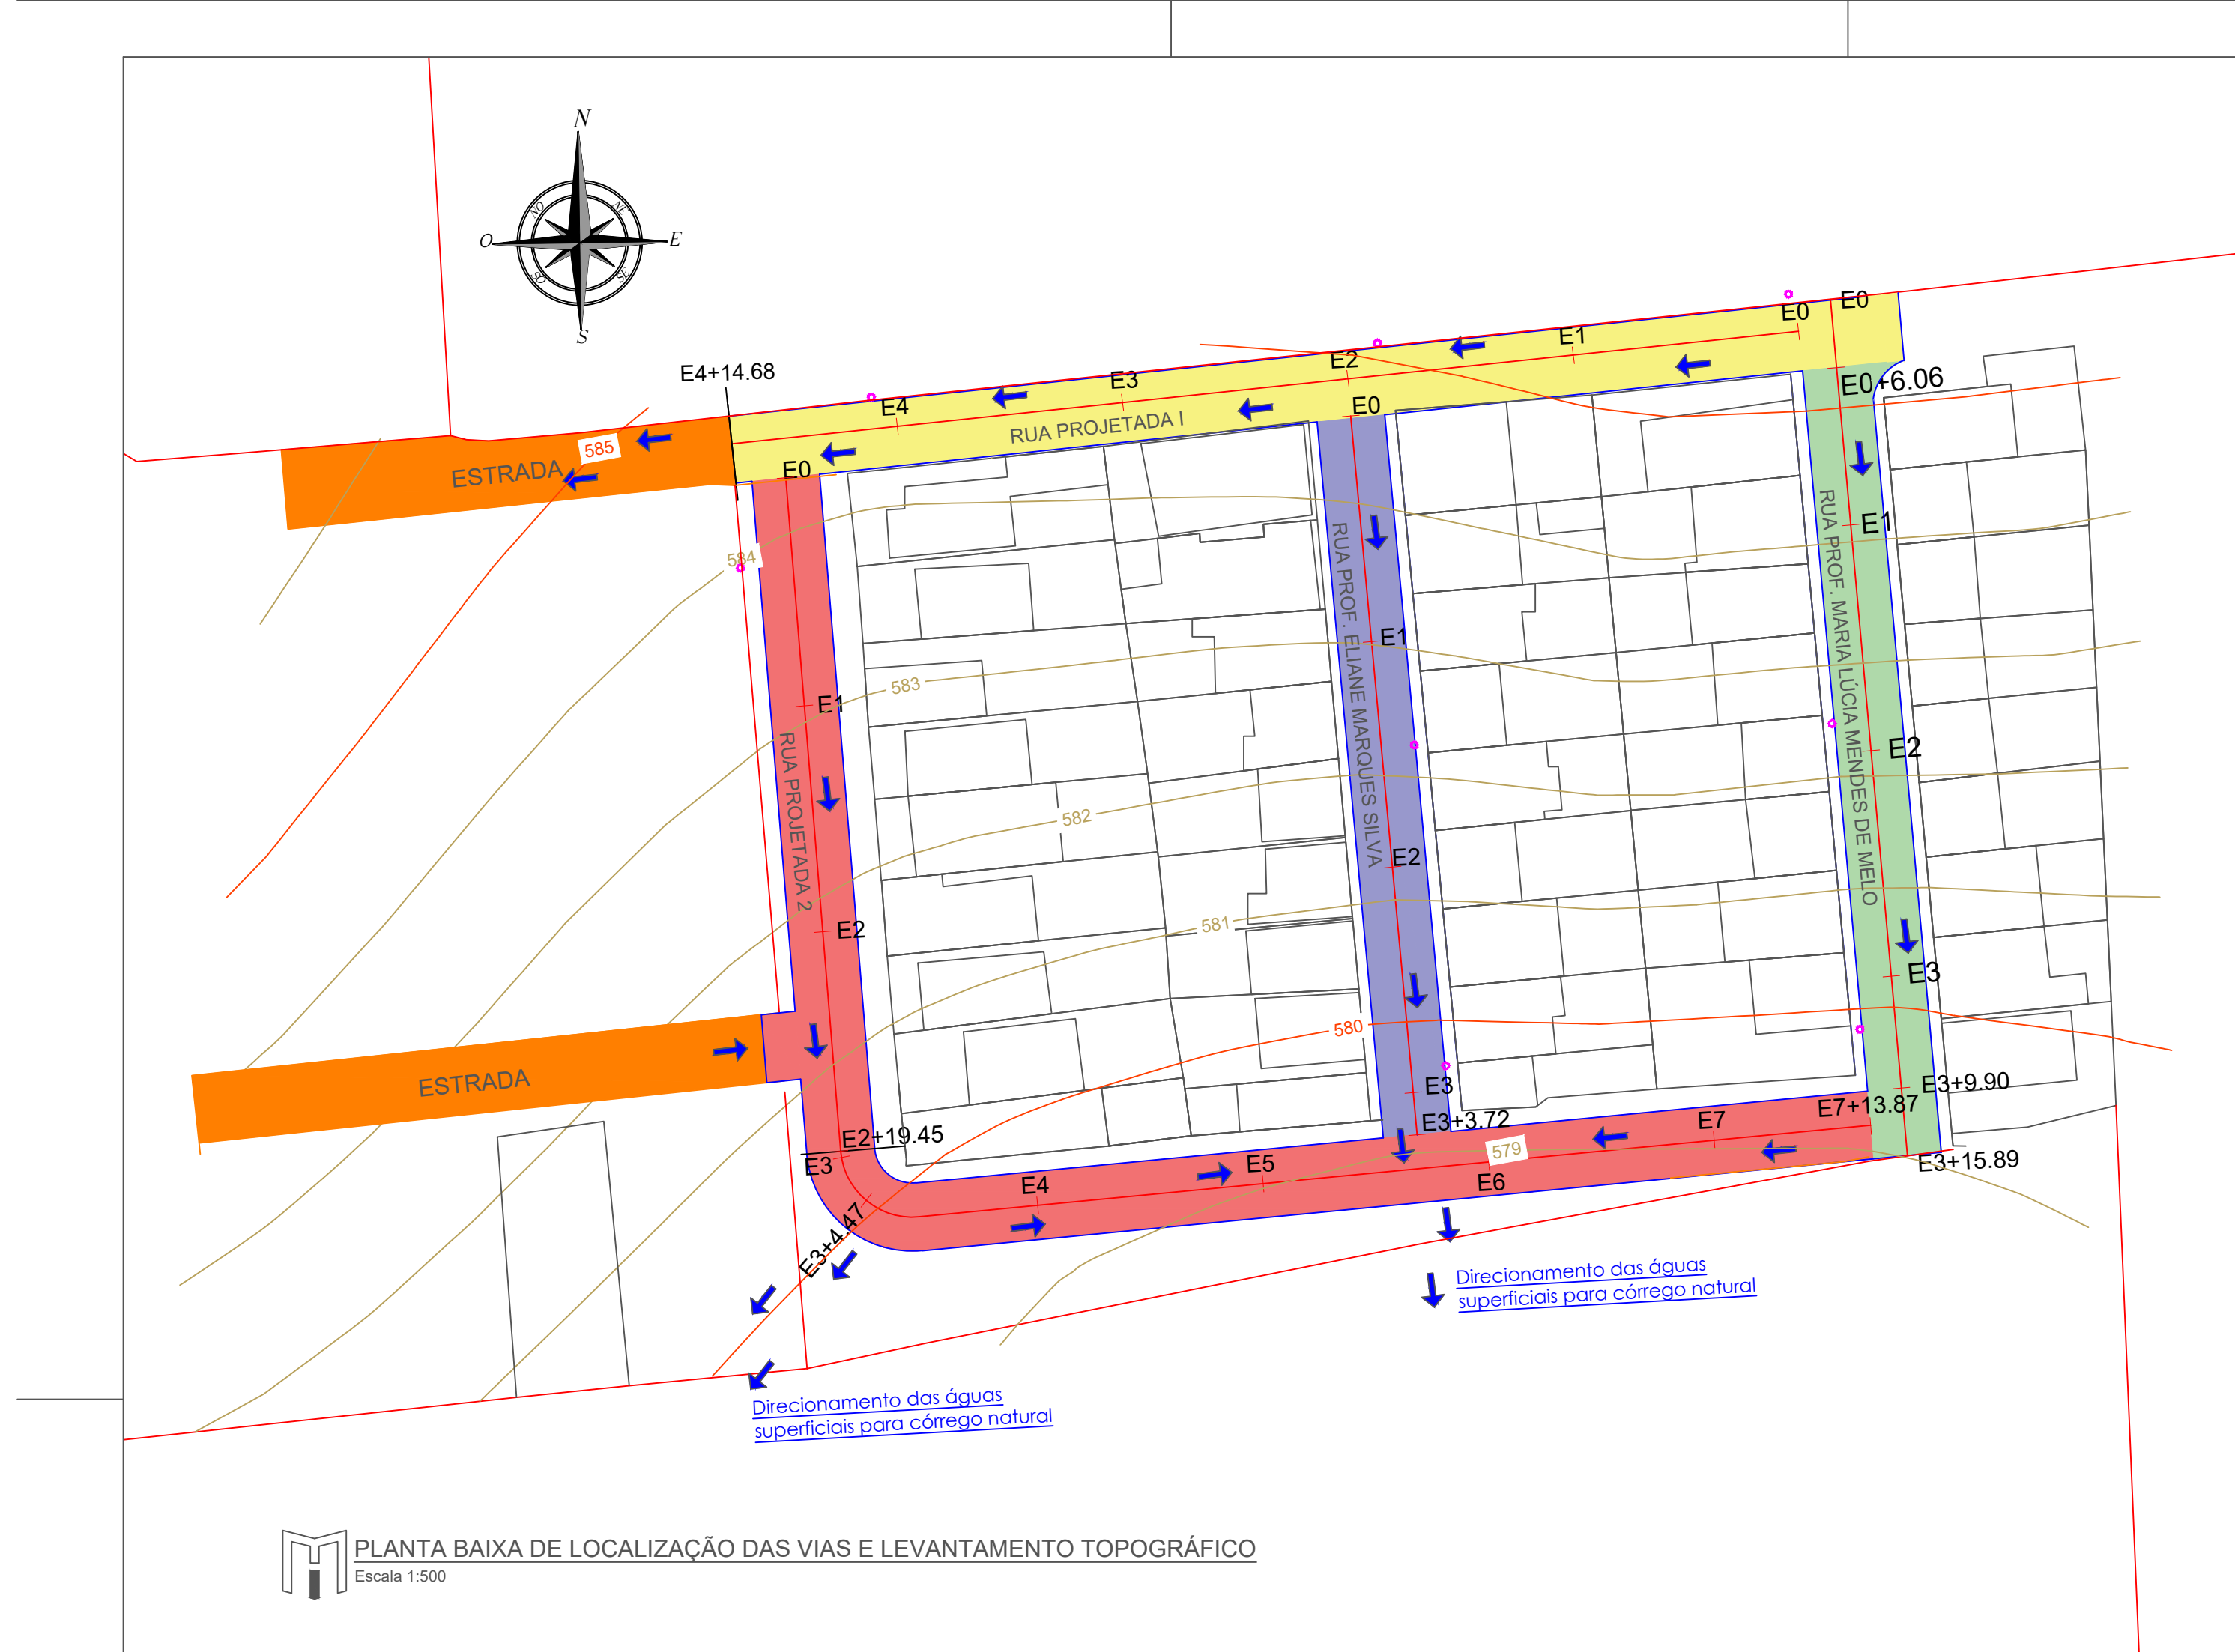 N
NO
NE
O
E
SO
SE
S
E0
E0
E1
E2
E4+14.68
E3
E0+6.06
E4
E0
RUA PROJETADA I
585
ESTRADA
E0
RUA PROF. ELIANE MARQUES SILVA
RUA PROF. MARIA LÚCIA MENDES DE MELO
E1
584
E1
583
E1
RUA PROJETADA 2
E2
582
E2
E2
581
E3
580
ESTRADA
E3
E3+9.90
E7+13.87
E3+3.72
E7
E2+19.45
579
E3
E5
E3+15.89
E4
E6
E3+4.47
Direcionamento das águas
superficiais para córrego natural
Direcionamento das águas
superficiais para córrego natural
PLANTA BAIXA DE LOCALIZAÇÃO DAS VIAS E LEVANTAMENTO TOPOGRÁFICO
Escala 1:500